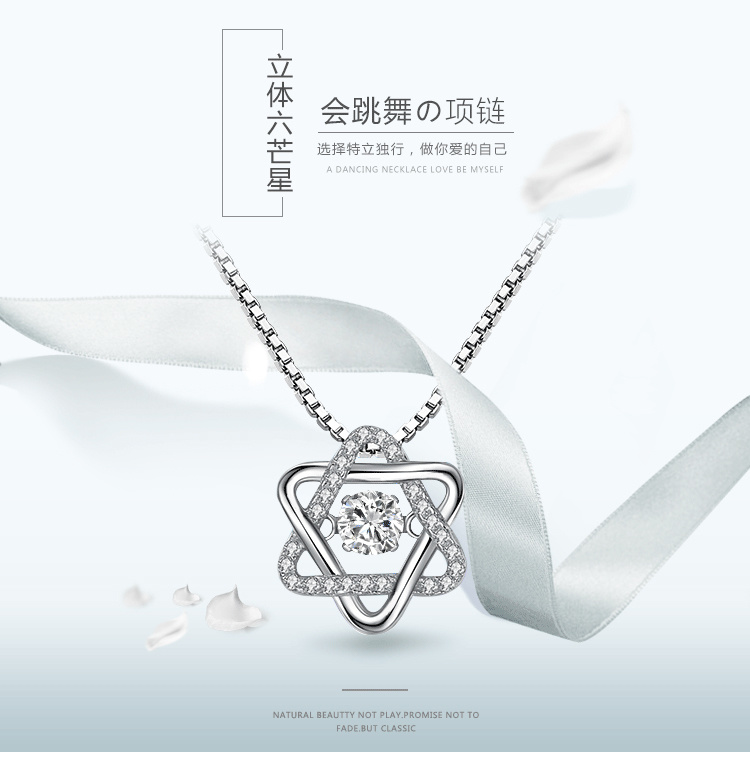 立体六芒星
会跳舞の项链
选择特立独行，做你爱的自己
A DANCING NECKLACE LOVE BE MYSELF
NATURAL BEAUTTY NOT PLAY.PROMISE NOT TO
FADE.BUT CLASSIC